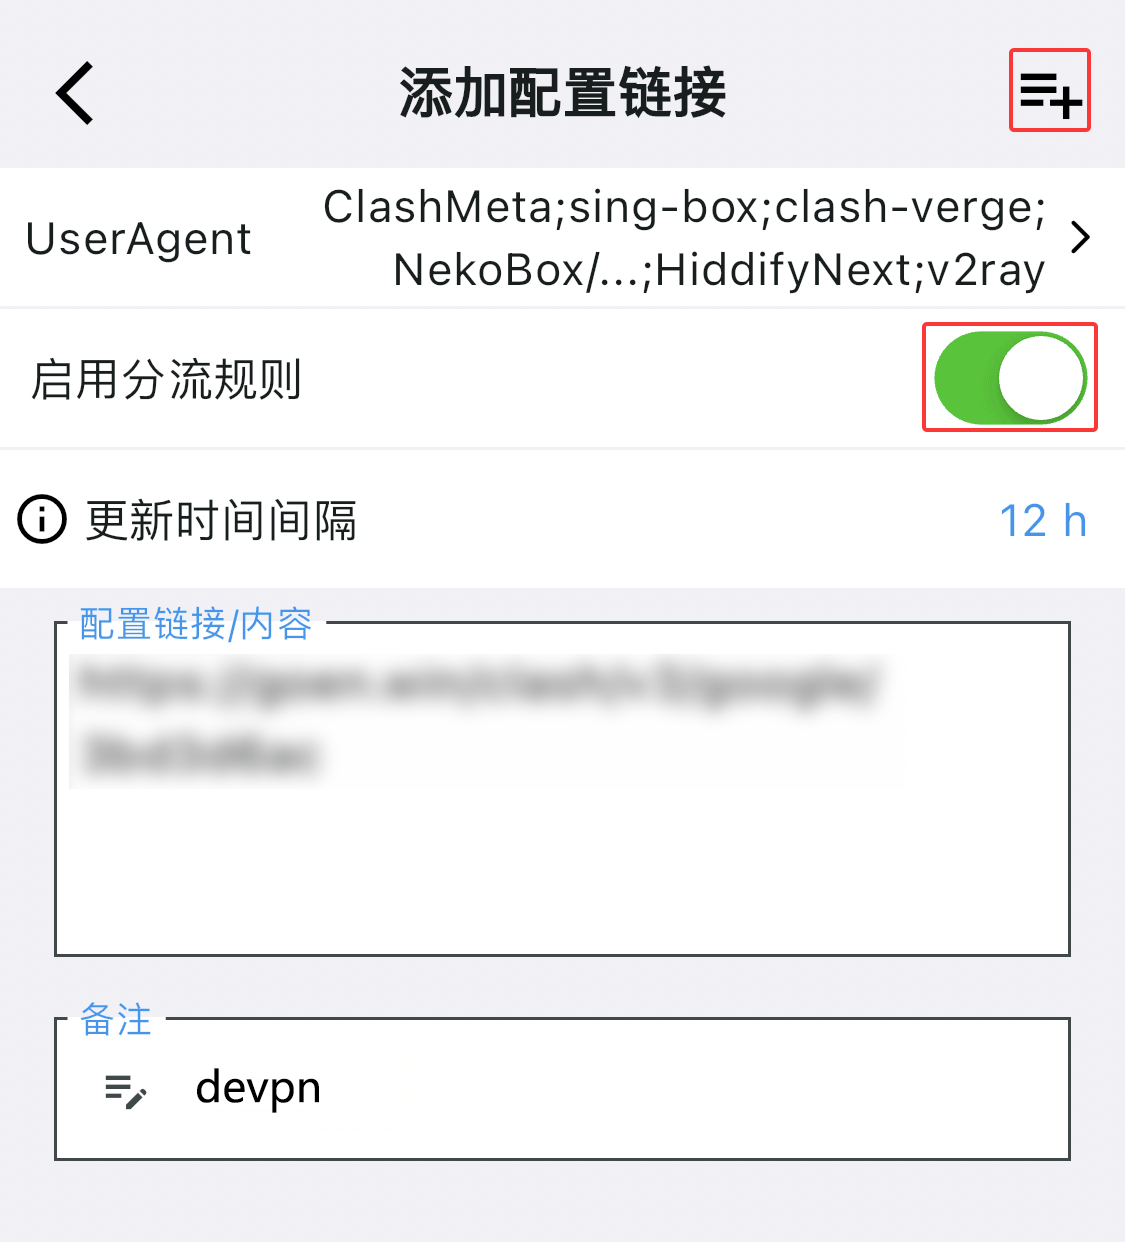 添加配置链接
UserAgent
ClashMeta;sing-box;clash-verge;
NekoBox/...;HiddifyNext;v2ray
启用分流规则
更新时间间隔
12 h
配置链接/内容
备注
devpn